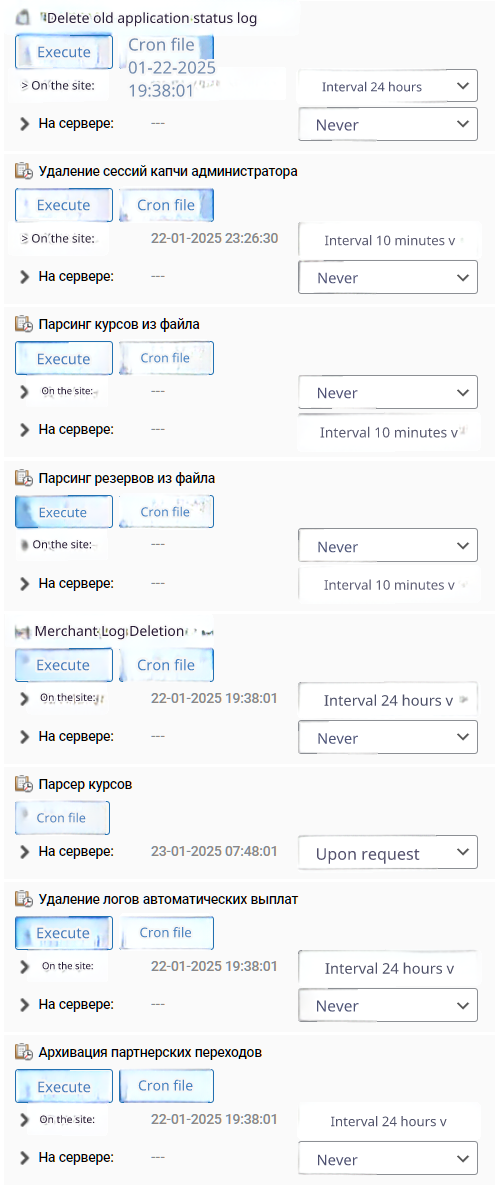 Delete old application status log
Execute
Cron file
01-22-2025
19:38:01
> On the site:
Interval 24 hours
На сервере:
---
Never
Удаление сессий капчи администратора
Execute
Cron file
> On the site:
22-01-2025 23:26:30
Interval 10 minutes v
На сервере:
---
Never
Парсинг курсов из файла
Execute
Cron file
On the site:
---
Never
На сервере:
---
Interval 10 minutes v
Парсинг резервов из файла
Execute
Cron file
On the site:
---
Never
На сервере:
---
Interval 10 minutes v
Merchant Log Deletion
Execute
Cron file
On the site:
22-01-2025 19:38:01
Interval 24 hours v
На сервере:
---
Never
Парсер курсов
Cron file
На сервере:
23-01-2025 07:48:01
Upon request
Удаление логов автоматических выплат
Execute
Cron file
On the site:
22-01-2025 19:38:01
Interval 24 hours v
На сервере:
---
Never
Архивация партнерских переходов
Execute
Cron file
On the site:
22-01-2025 19:38:01
Interval 24 hours v
На сервере:
---
Never